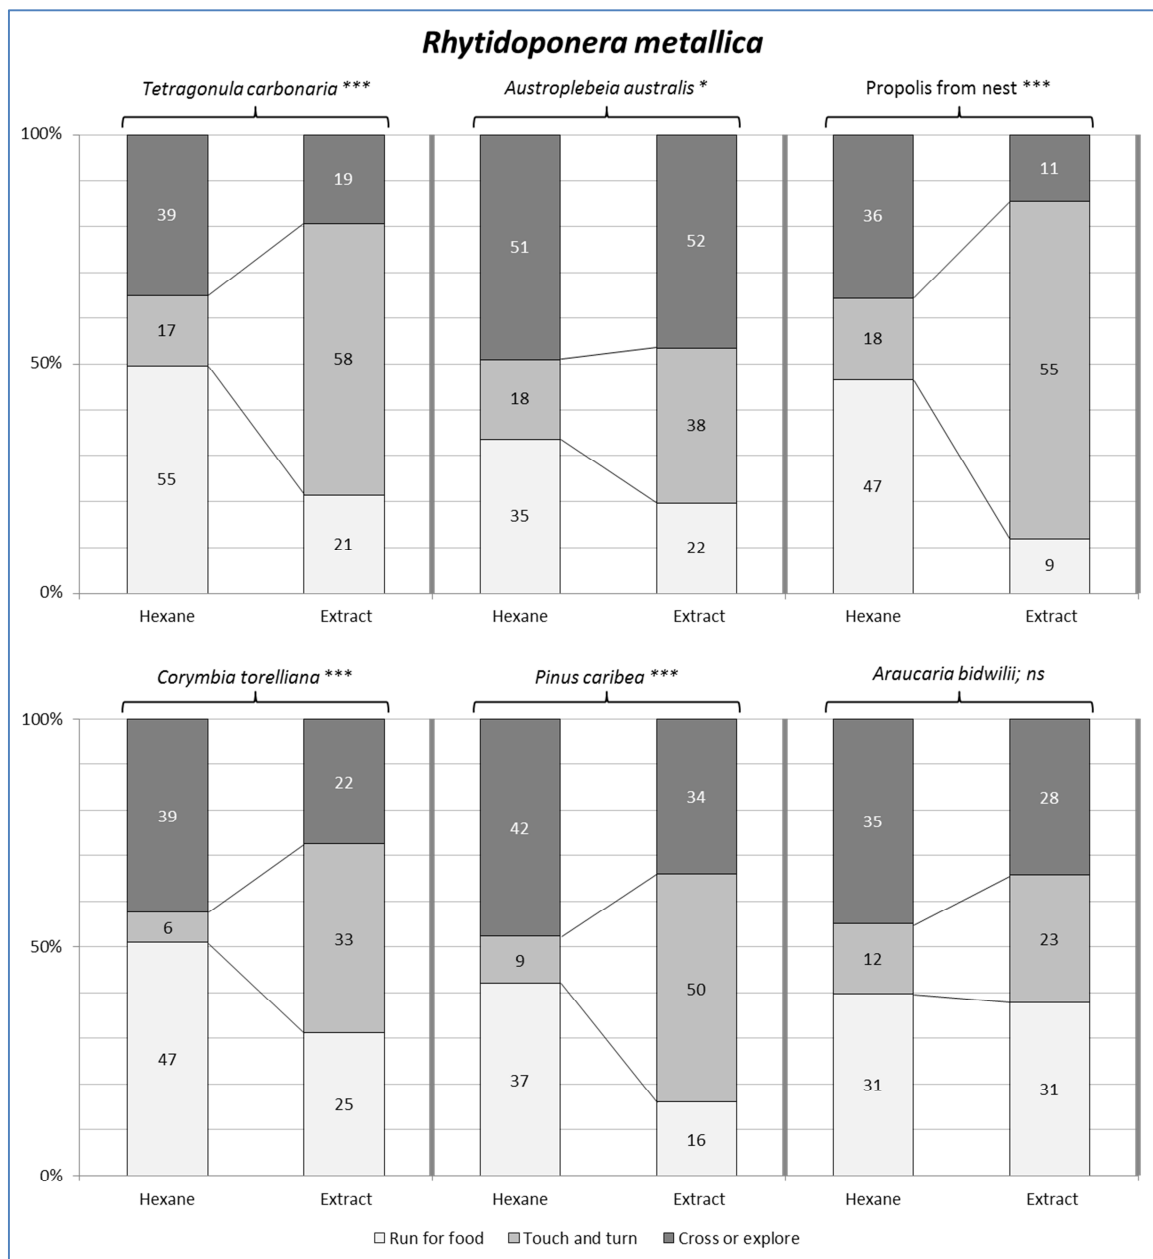 Rhytidoponera metallica
Tetragonula carbonaria *** Austroplebeia australis * Propolis from nest ***
100%
39 19 51 52 36 11
17 58 18 38 18 55
50%
55 21 35 22 47 9
0%
Hexane Extract Hexane Extract Hexane Extract
Corymbia torelliana *** Pinus caribea *** Araucaria bidwilii; ns
100%
39 22 42 34 35 28
6 33 9 50 12 23
50%
47 25 37 16 31 31
0%
Hexane Extract Hexane Extract Hexane Extract
Run for food Touch and turn Cross or explore